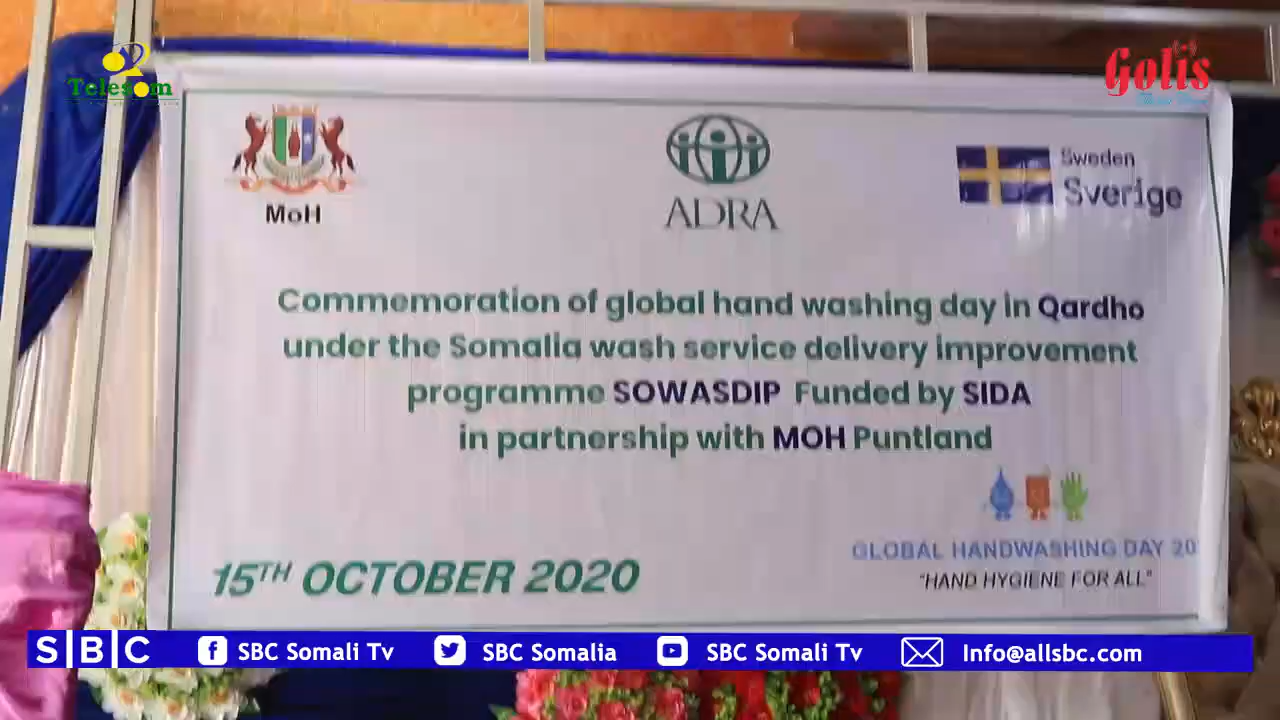 Telesom
Golis
MoH
ADRA
Sweden
Sverige
Commemoration of global hand washing day in Qardho
under the Somalia wash service delivery improvement
programme SOWASDIP Funded by SIDA
in partnership with MOH Puntland
GLOBAL HANDWASHING DAY 20
"HAND HYGIENE FOR ALL"
15TH OCTOBER 2020
SBC SBC Somali Tv SBC Somalia SBC Somali Tv Info@allsbc.com